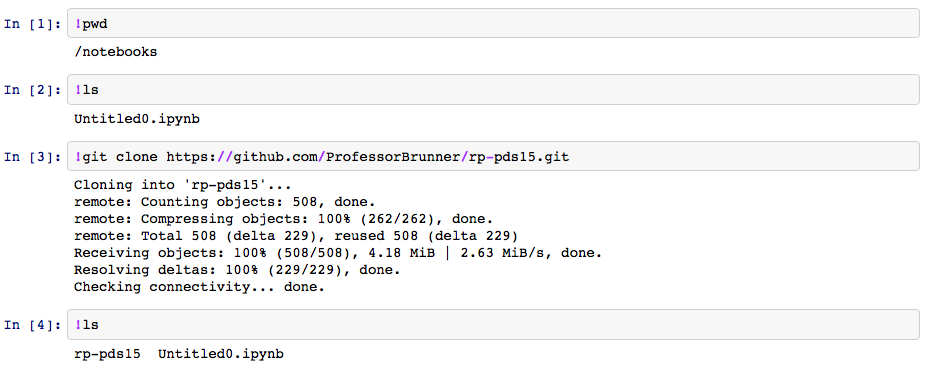 In [1]: !pwd
/notebooks
In [2]: !ls
Untitled0.ipynb
In [3]: !git clone https://github.com/ProfessorBrunner/rp-pds15.git
Cloning into 'rp-pds15'...
remote: Counting objects: 508, done.
remote: Compressing objects: 100% (262/262), done.
remote: Total 508 (delta 229), reused 508 (delta 229)
Receiving objects: 100% (508/508), 4.18 MiB | 2.63 MiB/s, done.
Resolving deltas: 100% (229/229), done.
Checking connectivity... done.
In [4]: !ls
rp-pds15  Untitled0.ipynb